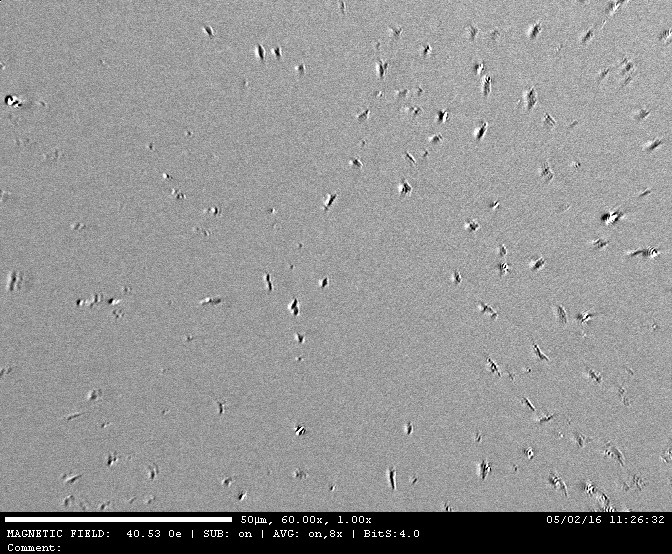 50µm, 60.00x, 1.00x 05/02/16 11:26:32
MAGNETIC FIELD: 40.53 Oe | SUB: on | AVG: on,8x | BitS:4.0
Comment: